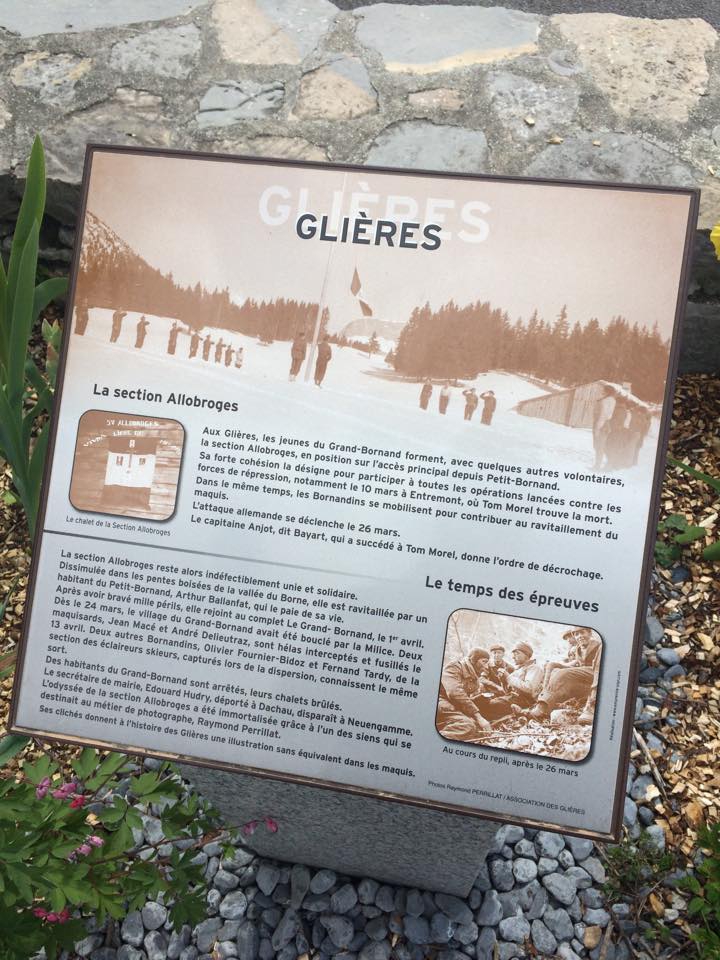 GLIÈRES
GLIÈRES
La section Allobroges
SV ALLOBROGES
Le chalet de la Section Allobroges
Aux Glières, les jeunes du Grand-Bornand forment, avec quelques autres volontaires,
la section Allobroges, en position sur l'accès principal depuis Petit-Bornand.
Sa forte cohésion la désigne pour participer à toutes les opérations lancées contre les
forces de répression, notamment le 10 mars à Entremont, où Tom Morel trouve la mort.
Dans le même temps, les Bornandins se mobilisent pour contribuer au ravitaillement du
maquis.
L'attaque allemande se déclenche le 26 mars.
Le capitaine Anjot, dit Bayart, qui a succédé à Tom Morel, donne l'ordre de décrochage.
Le temps des épreuves
La section Allobroges reste alors indéfectiblement unie et solidaire.
Dissimulée dans les pentes boisées de la vallée du Borne, elle est ravitaillée par un
habitant du Petit-Bornand, Arthur Ballanfat, qui le paie de sa vie.
Après avoir bravé mille périls, elle rejoint au complet Le Grand- Bornand, le 1er avril.
Dès le 24 mars, le village du Grand-Bornand avait été bouclé par la Milice. Deux
maquisards, Jean Macé et André Delieutraz, sont hélas interceptés et fusillés le
13 avril. Deux autres Bornandins, Olivier Fournier-Bidoz et Fernand Tardy, de la
section des éclaireurs skieurs, capturés lors de la dispersion, connaissent le même
sort.
Des habitants du Grand-Bornand sont arrêtés, leurs chalets brûlés.
Le secrétaire de mairie, Edouard Hudry, déporté à Dachau, disparaît à Neuengamme.
L'odyssée de la section Allobroges a été immortalisée grâce à l'un des siens qui se
destinait au métier de photographe, Raymond Perrillat.
Ses clichés donnent à l'histoire des Glières une illustration sans équivalent dans les maquis.
Au cours du repli, après le 26 mars
Photos Raymond PERRILLAT / ASSOCIATION DES GLIÈRES